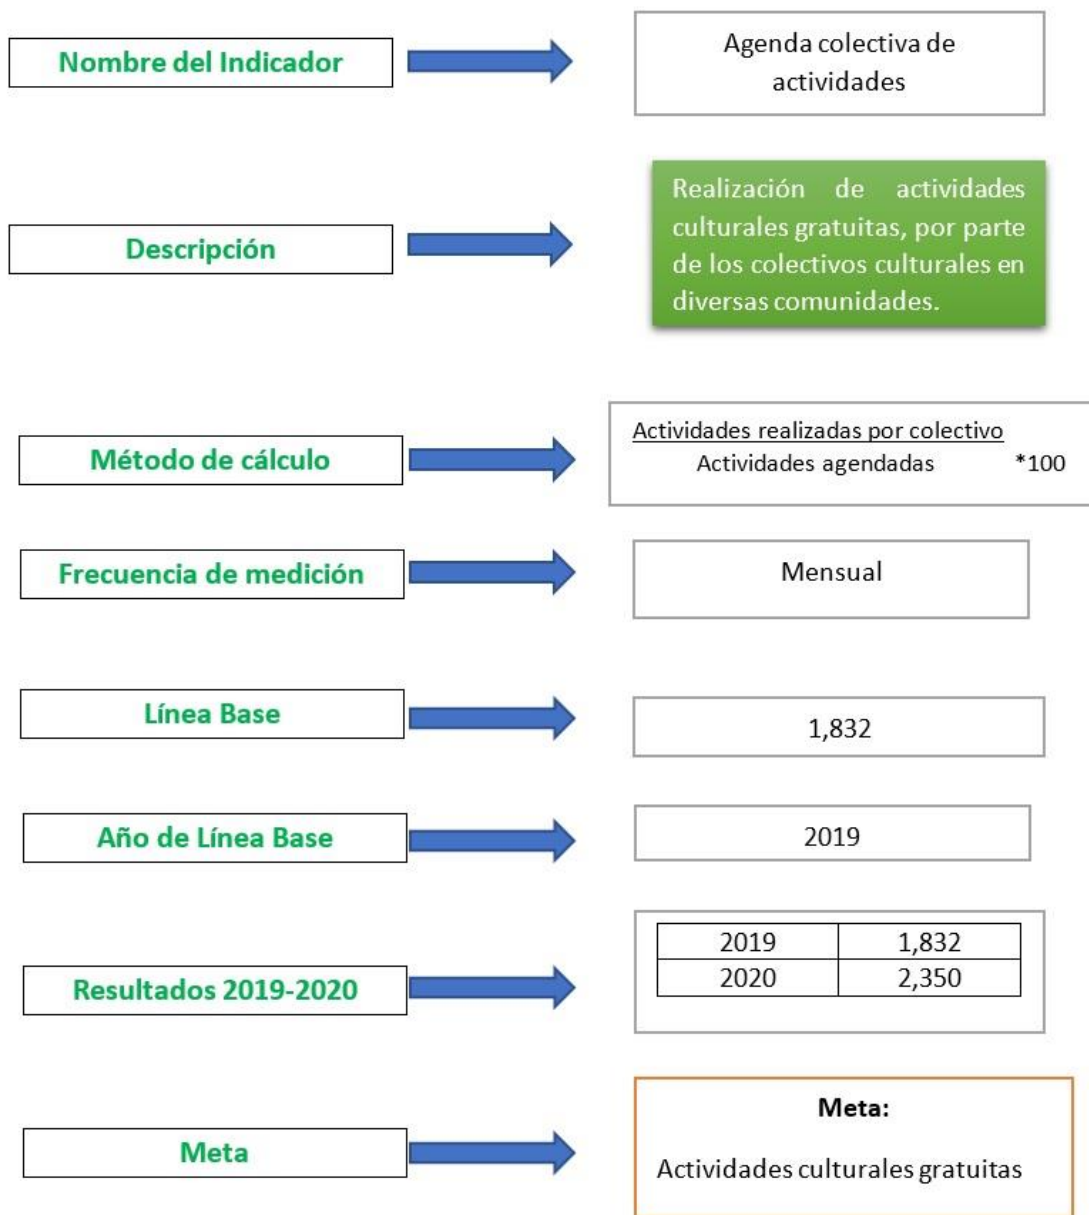 Nombre del Indicador
Agenda colectiva de
actividades
Descripción
Realización de actividades
culturales gratuitas, por parte
de los colectivos culturales en
diversas comunidades.
Método de cálculo
Actividades realizadas por colectivo
Actividades agendadas *100
Frecuencia de medición
Mensual
Línea Base
1,832
Año de Línea Base
2019
Resultados 2019-2020
2019 1,832
2020 2,350
Meta
Meta:
Actividades culturales gratuitas